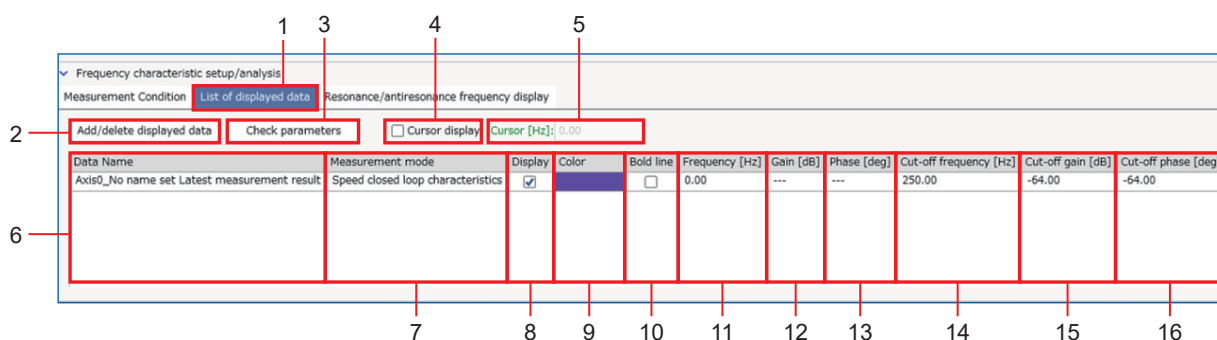 1 3 4 5
Frequency characteristic setup/analysis
Measurement Condition List of displayed data Resonance/antiresonance frequency display
2 Add/delete displayed data Check parameters Cursor display Cursor [Hz]: 0.00
Data Name Measurement mode Display Color Bold line Frequency [Hz] Gain [dB] Phase [deg] Cut-off frequency [Hz] Cut-off gain [dB] Cut-off phase [deg
Axis0_No name set Latest measurement result Speed closed loop characteristics 0.00 --- --- 250.00 -64.00 -64.00
6
7 8 9 10 11 12 13 14 15 16